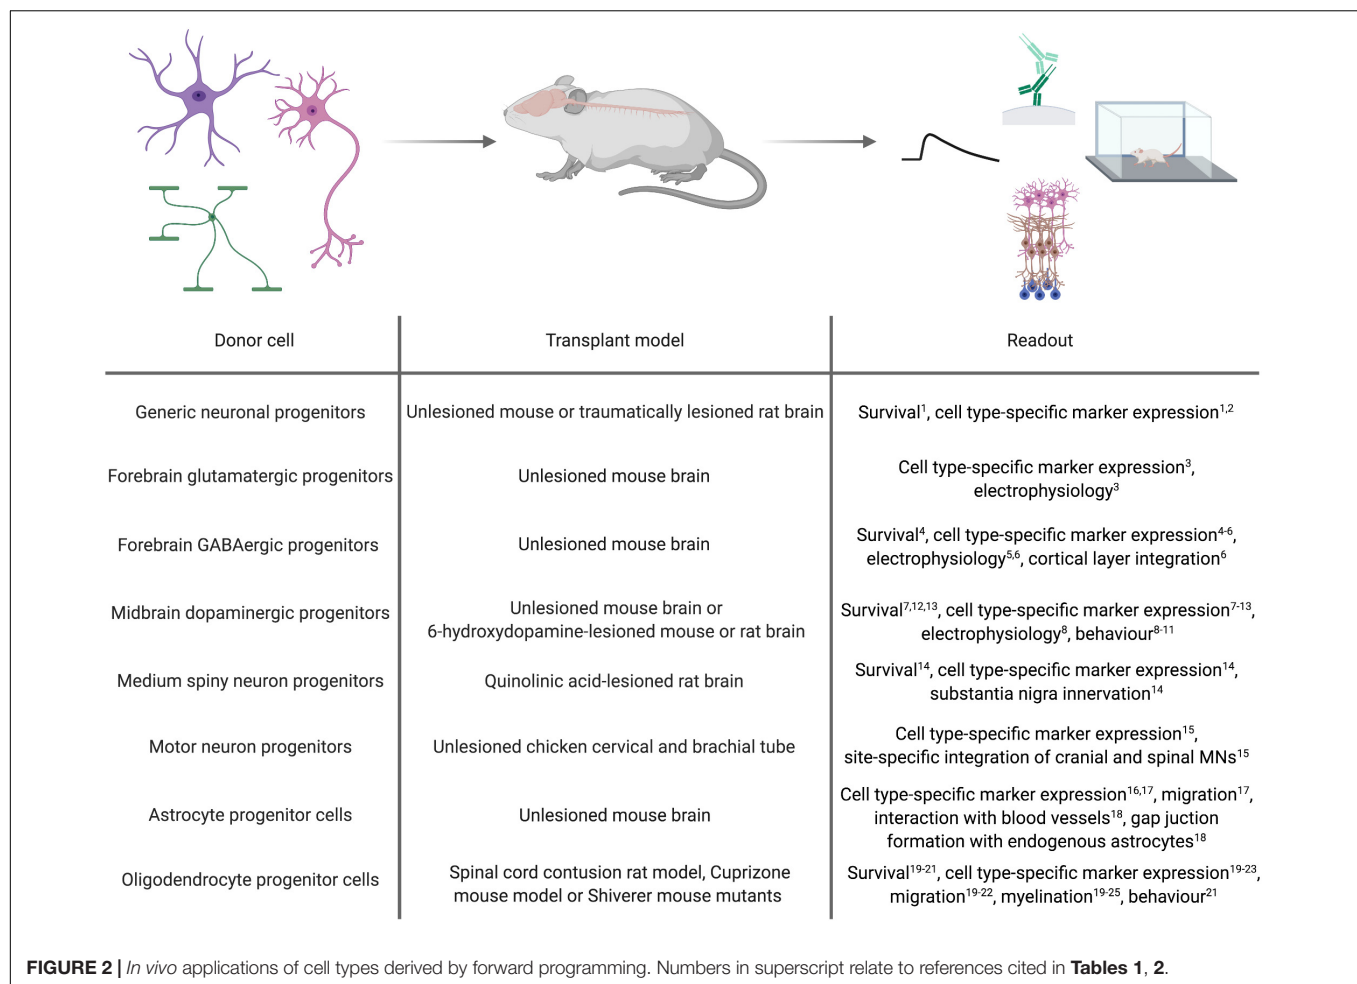 Donor cell
Transplant model
Readout
Generic neuronal progenitors
Unlesioned mouse or traumatically lesioned rat brain
Survival1, cell type-specific marker expression1,2
Forebrain glutamatergic progenitors
Unlesioned mouse brain
Cell type-specific marker expression3,
electrophysiology3
Forebrain GABAergic progenitors
Unlesioned mouse brain
Survival4, cell type-specific marker expression4-6,
electrophysiology5,6, cortical layer integration6
Midbrain dopaminergic progenitors
Unlesioned mouse brain or
6-hydroxydopamine-lesioned mouse or rat brain
Survival7,12,13, cell type-specific marker expression7-13,
electrophysiology8, behaviour8-11
Medium spiny neuron progenitors
Quinolinic acid-lesioned rat brain
Survival14, cell type-specific marker expression14,
substantia nigra innervation14
Motor neuron progenitors
Unlesioned chicken cervical and brachial tube
Cell type-specific marker expression15,
site-specific integration of cranial and spinal MNs15
Astrocyte progenitor cells
Unlesioned mouse brain
Cell type-specific marker expression16,17, migration17,
interaction with blood vessels18, gap juction
formation with endogenous astrocytes18
Oligodendrocyte progenitor cells
Spinal cord contusion rat model, Cuprizone
mouse model or Shiverer mouse mutants
Survival19-21, cell type-specific marker expression19-23,
migration19-22, myelination19-25, behaviour21
FIGURE 2 | In vivo applications of cell types derived by forward programming. Numbers in superscript relate to references cited in Tables 1, 2.